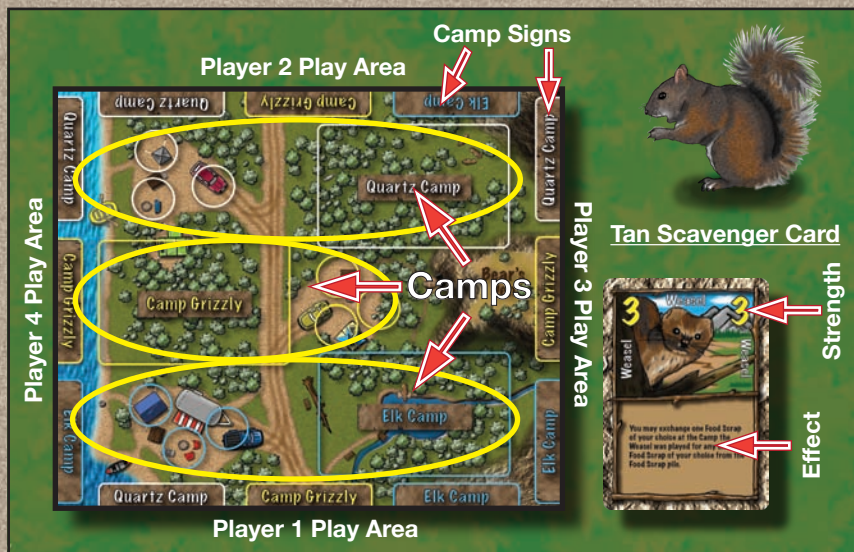 Camp Signs
Player 2 Play Area
Quartz Camp
Camp Grizzly
Elk Camp
Quartz Camp
Quartz Camp
Quartz Camp
Tan Scavenger Card
Player 4 Play Area
Camp Grizzly
Camp Grizzly
Camps
Bear's
Camp Grizzly
Player 3 Play Area
3
Weasel
3
Weasel
Weasel
Strength
Elk Camp
Elk Camp
Elk Camp
You may exchange one Food Scrap
of your choice at the Camp the
Weasel was played for any
Food Scrap of your choice from the
Food Scrap pile.
Effect
Quartz Camp
Camp Grizzly
Elk Camp
Player 1 Play Area